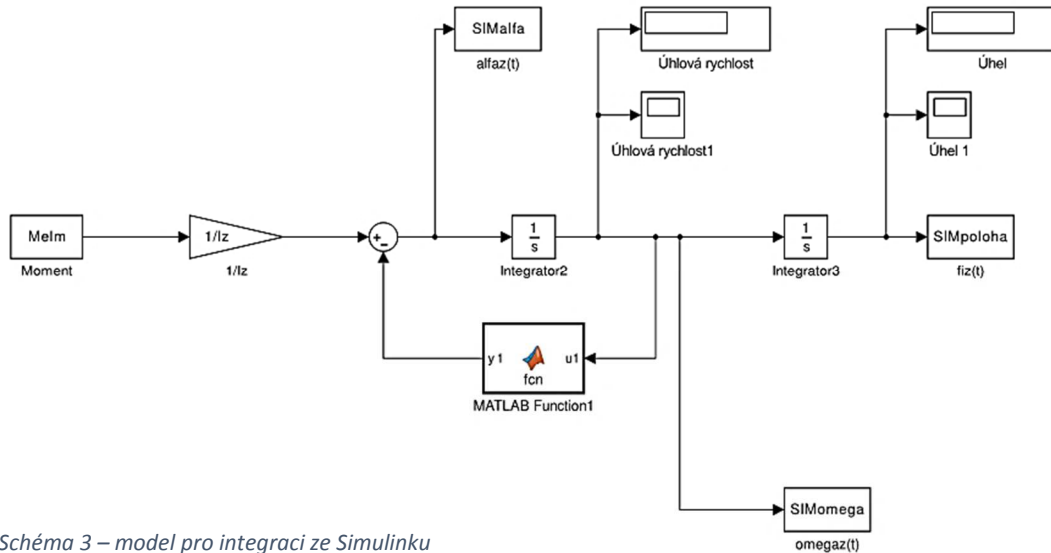 SIMalfa
alfaz(t)
Úhlová rychlost
Úhel
Úhlová rychlost1
Úhel 1
MeIm
Moment
1/Iz
1/Iz
+
-
1
s
Integrator2
1
s
Integrator3
SIMpoloha
fiz(t)
y1
u1
fcn
MATLAB Function1
SIMomega
omegaz(t)
Schéma 3 – model pro integraci ze Simulinku